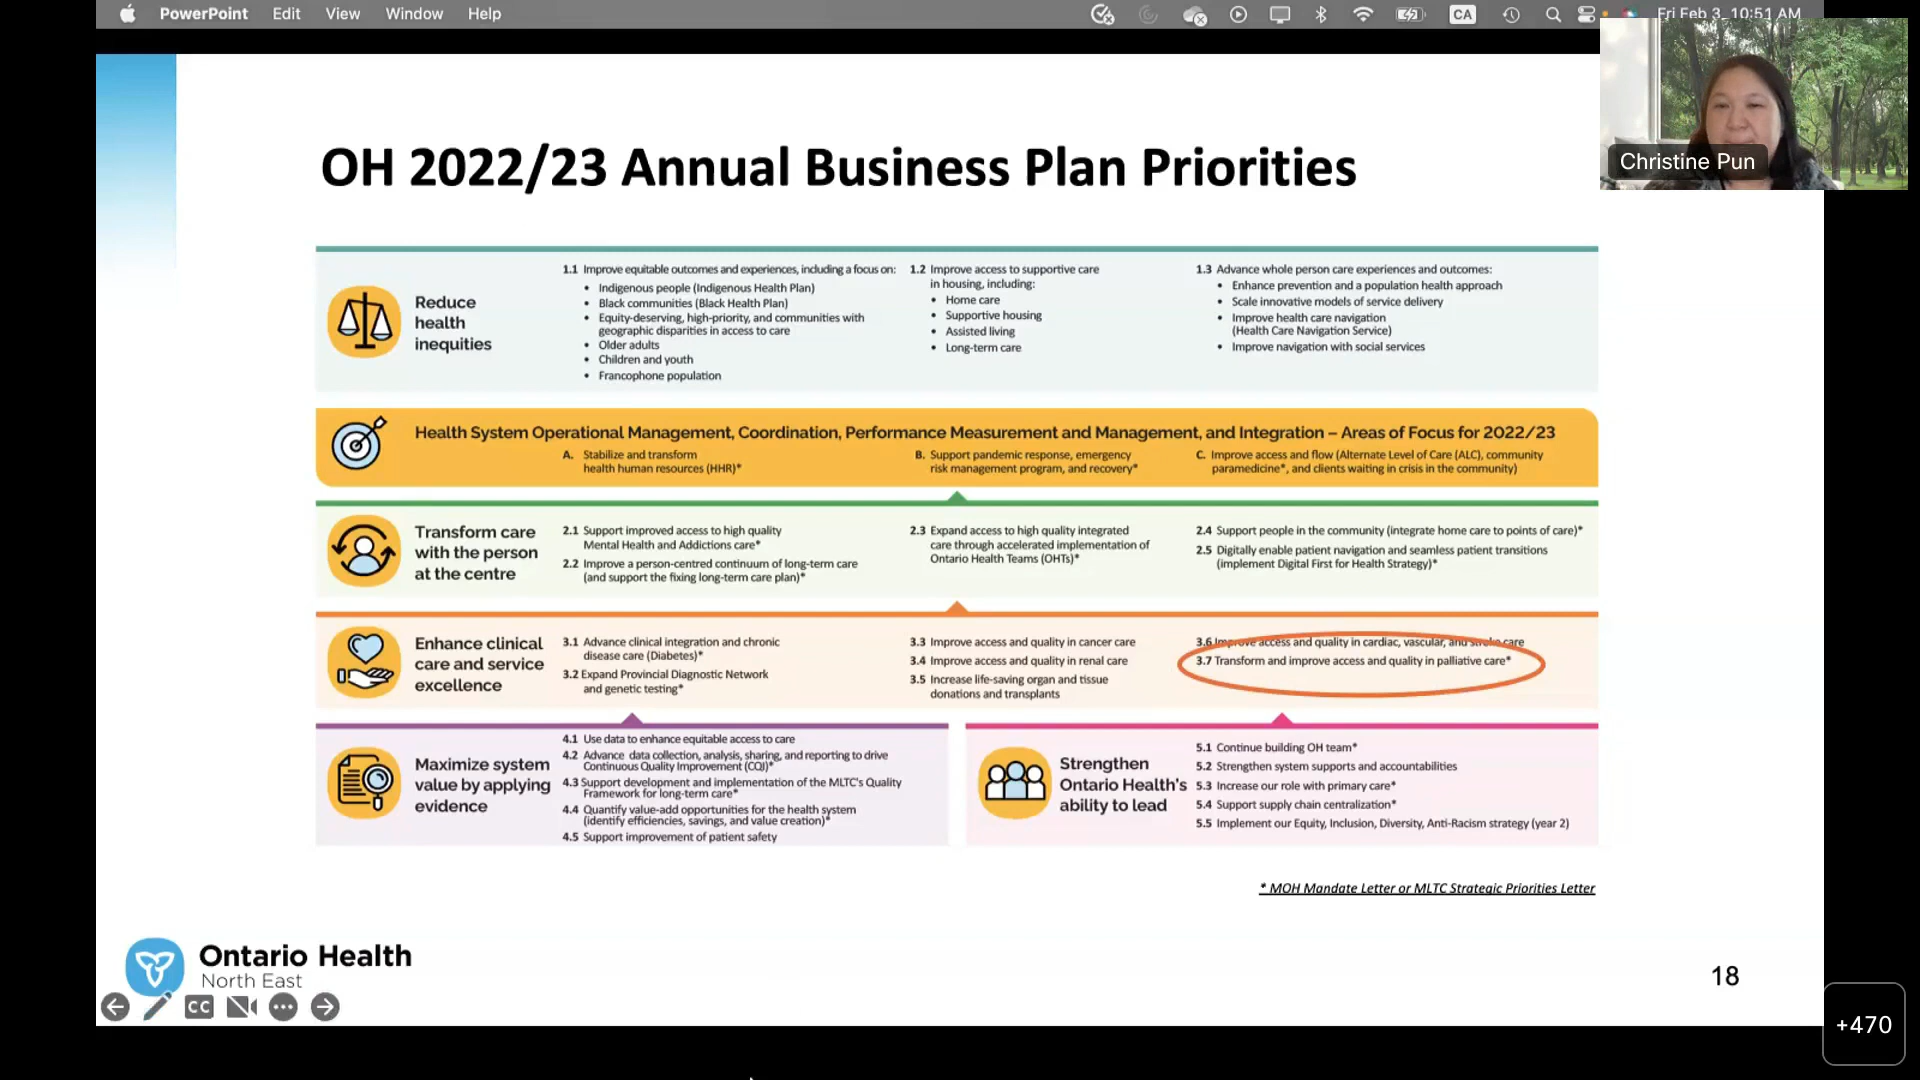 PowerPoint Edit View Window Help
CA
Fri Feb 3 10:51 AM
Christine Pun
OH 2022/23 Annual Business Plan Priorities
Reduce
health
inequities
1.1 Improve equitable outcomes and experiences, including a focus on:
• Indigenous people (Indigenous Health Plan)
• Black communities (Black Health Plan)
• Equity-deserving, high-priority, and communities with
geographic disparities in access to care
• Older adults
• Children and youth
• Francophone population
1.2 Improve access to supportive care
in housing, including:
• Home care
• Supportive housing
• Assisted living
• Long-term care
1.3 Advance whole person care experiences and outcomes:
• Enhance prevention and a population health approach
• Scale innovative models of service delivery
• Improve health care navigation
(Health Care Navigation Service)
• Improve navigation with social services
Health System Operational Management, Coordination, Performance Measurement and Management, and Integration – Areas of Focus for 2022/23
A. Stabilize and transform
health human resources (HHR)*
B. Support pandemic response, emergency
risk management program, and recovery*
C. Improve access and flow (Alternate Level of Care (ALC), community
paramedicine*, and clients waiting in crisis in the community)
Transform care
with the person
at the centre
2.1 Support improved access to high quality
Mental Health and Addictions care*
2.2 Improve a person-centred continuum of long-term care
(and support the fixing long-term care plan)*
2.3 Expand access to high quality integrated
care through accelerated implementation of
Ontario Health Teams (OHTs)*
2.4 Support people in the community (integrate home care to points of care)*
2.5 Digitally enable patient navigation and seamless patient transitions
(implement Digital First for Health Strategy)*
Enhance clinical
care and service
excellence
3.1 Advance clinical integration and chronic
disease care (Diabetes)*
3.2 Expand Provincial Diagnostic Network
and genetic testing*
3.3 Improve access and quality in cancer care
3.4 Improve access and quality in renal care
3.5 Increase life-saving organ and tissue
donations and transplants
3.6 Improve access and quality in cardiac, vascular, and stroke care
3.7 Transform and improve access and quality in palliative care*
Maximize system
value by applying
evidence
4.1 Use data to enhance equitable access to care
4.2 Advance data collection, analysis, sharing, and reporting to drive
Continuous Quality Improvement (CQI)*
4.3 Support development and implementation of the MLTC's Quality
Framework for long-term care*
4.4 Quantify value-add opportunities for the health system
(identify efficiencies, savings, and value creation)*
4.5 Support improvement of patient safety
Strengthen
Ontario Health's
ability to lead
5.1 Continue building OH team*
5.2 Strengthen system supports and accountabilities
5.3 Increase our role with primary care*
5.4 Support supply chain centralization*
5.5 Implement our Equity, Inclusion, Diversity, Anti-Racism strategy (year 2)
* MOH Mandate Letter or MLTC Strategic Priorities Letter
Ontario Health
North East
CC
18
+470